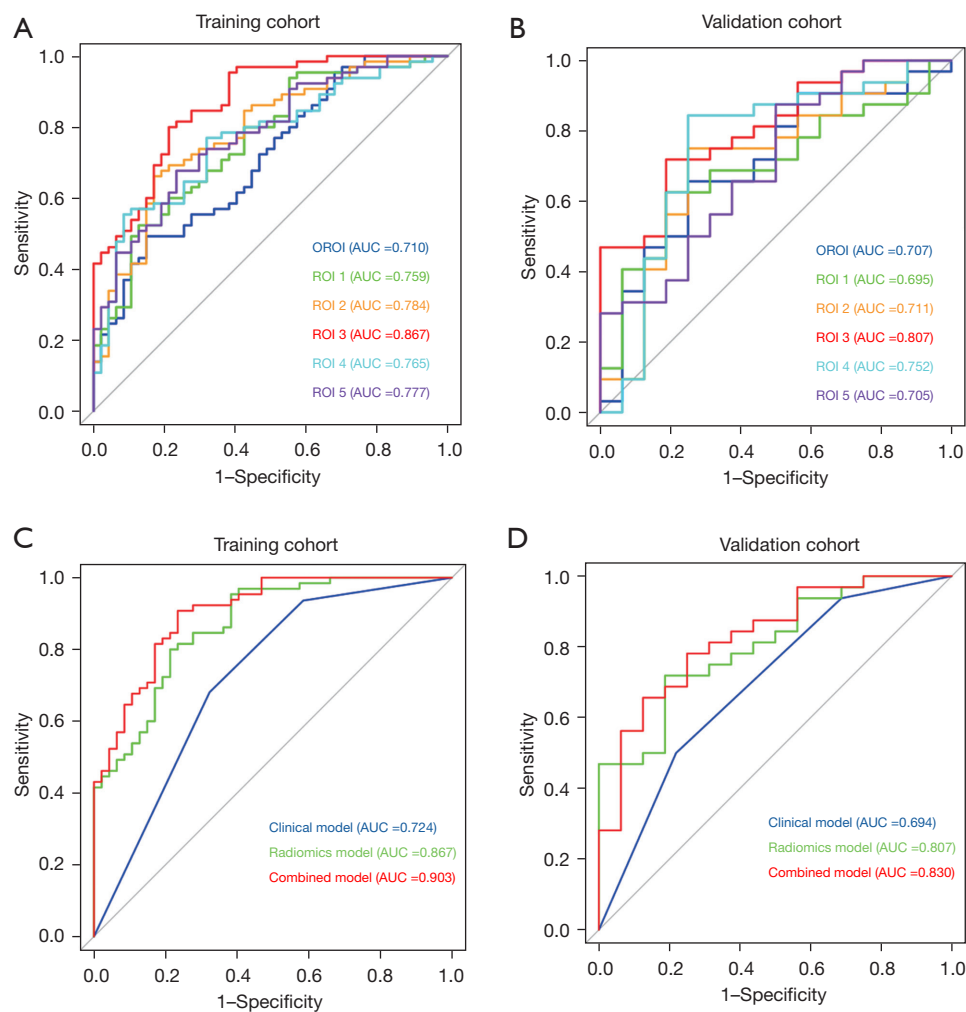 A
Training cohort
1.0
0.8
0.6
0.4
0.2
0.0
Sensitivity
OROI (AUC =0.710)
ROI 1 (AUC =0.759)
ROI 2 (AUC =0.784)
ROI 3 (AUC =0.867)
ROI 4 (AUC =0.765)
ROI 5 (AUC =0.777)
0.0 0.2 0.4 0.6 0.8 1.0
1–Specificity
B
Validation cohort
1.0
0.8
0.6
0.4
0.2
0.0
Sensitivity
OROI (AUC =0.707)
ROI 1 (AUC =0.695)
ROI 2 (AUC =0.711)
ROI 3 (AUC =0.807)
ROI 4 (AUC =0.752)
ROI 5 (AUC =0.705)
0.0 0.2 0.4 0.6 0.8 1.0
1–Specificity
C
Training cohort
1.0
0.8
0.6
0.4
0.2
0.0
Sensitivity
Clinical model (AUC =0.724)
Radiomics model (AUC =0.867)
Combined model (AUC =0.903)
0.0 0.2 0.4 0.6 0.8 1.0
1–Specificity
D
Validation cohort
1.0
0.8
0.6
0.4
0.2
0.0
Sensitivity
Clinical model (AUC =0.694)
Radiomics model (AUC =0.807)
Combined model (AUC =0.830)
0.0 0.2 0.4 0.6 0.8 1.0
1–Specificity